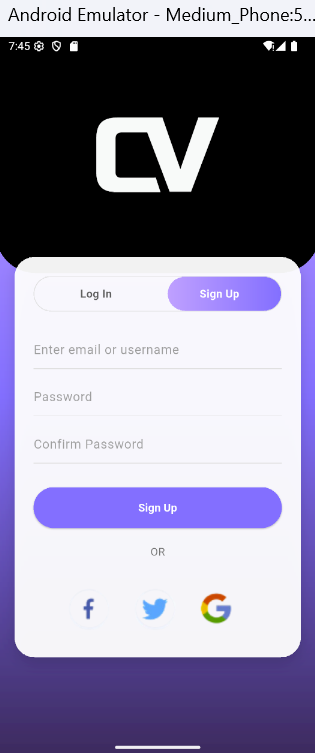 Android Emulator - Medium_Phone:5...
7:45
CV
Log In
Sign Up
Enter email or username
Password
Confirm Password
Sign Up
OR
f
G